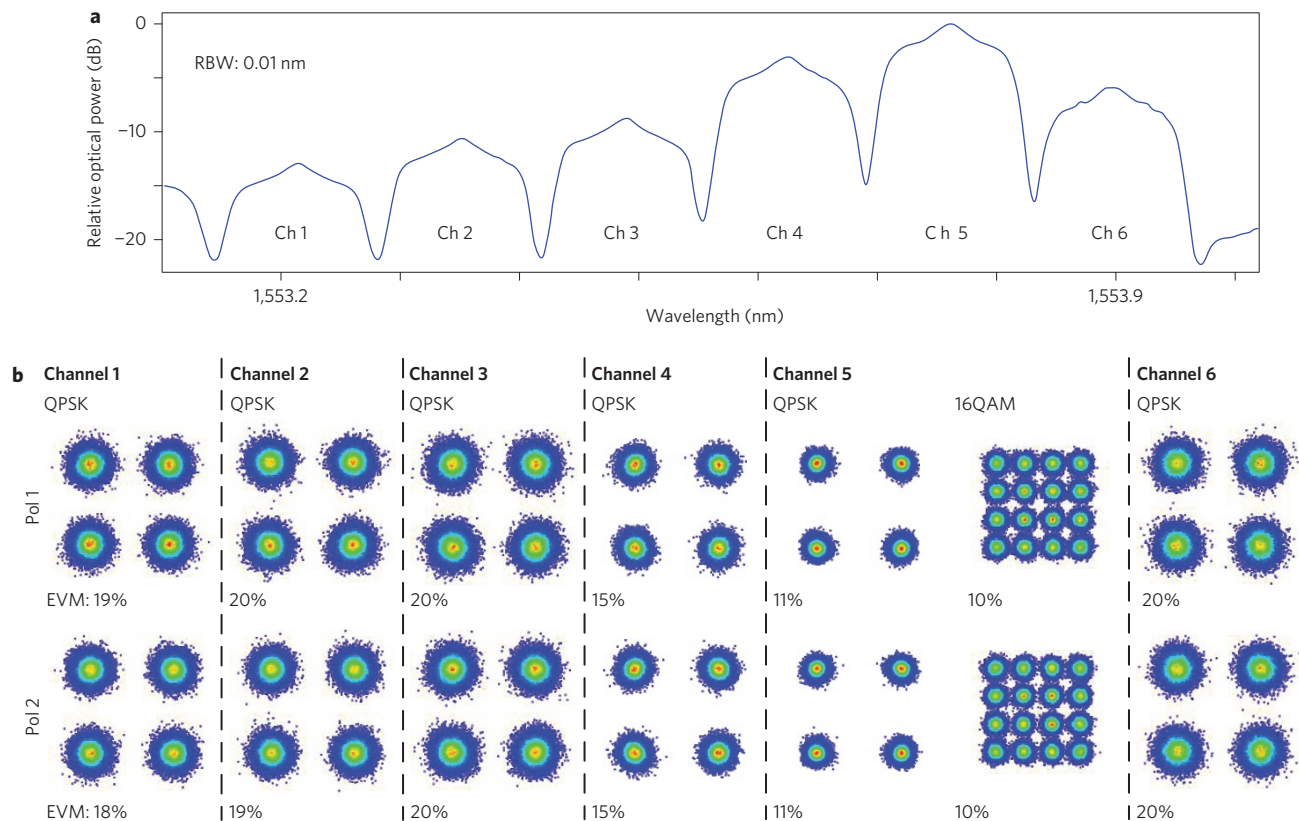 a
Relative optical power (dB)
0
−10
−20
RBW: 0.01 nm
Ch 1
Ch 2
Ch 3
Ch 4
Ch 5
Ch 6
1,553.2
1,553.9
Wavelength (nm)
b
Channel 1
Channel 2
Channel 3
Channel 4
Channel 5
Channel 6
QPSK
QPSK
QPSK
QPSK
QPSK
16QAM
QPSK
Pol 1
EVM: 19%
20%
20%
15%
11%
10%
20%
Pol 2
EVM: 18%
19%
20%
15%
11%
10%
20%